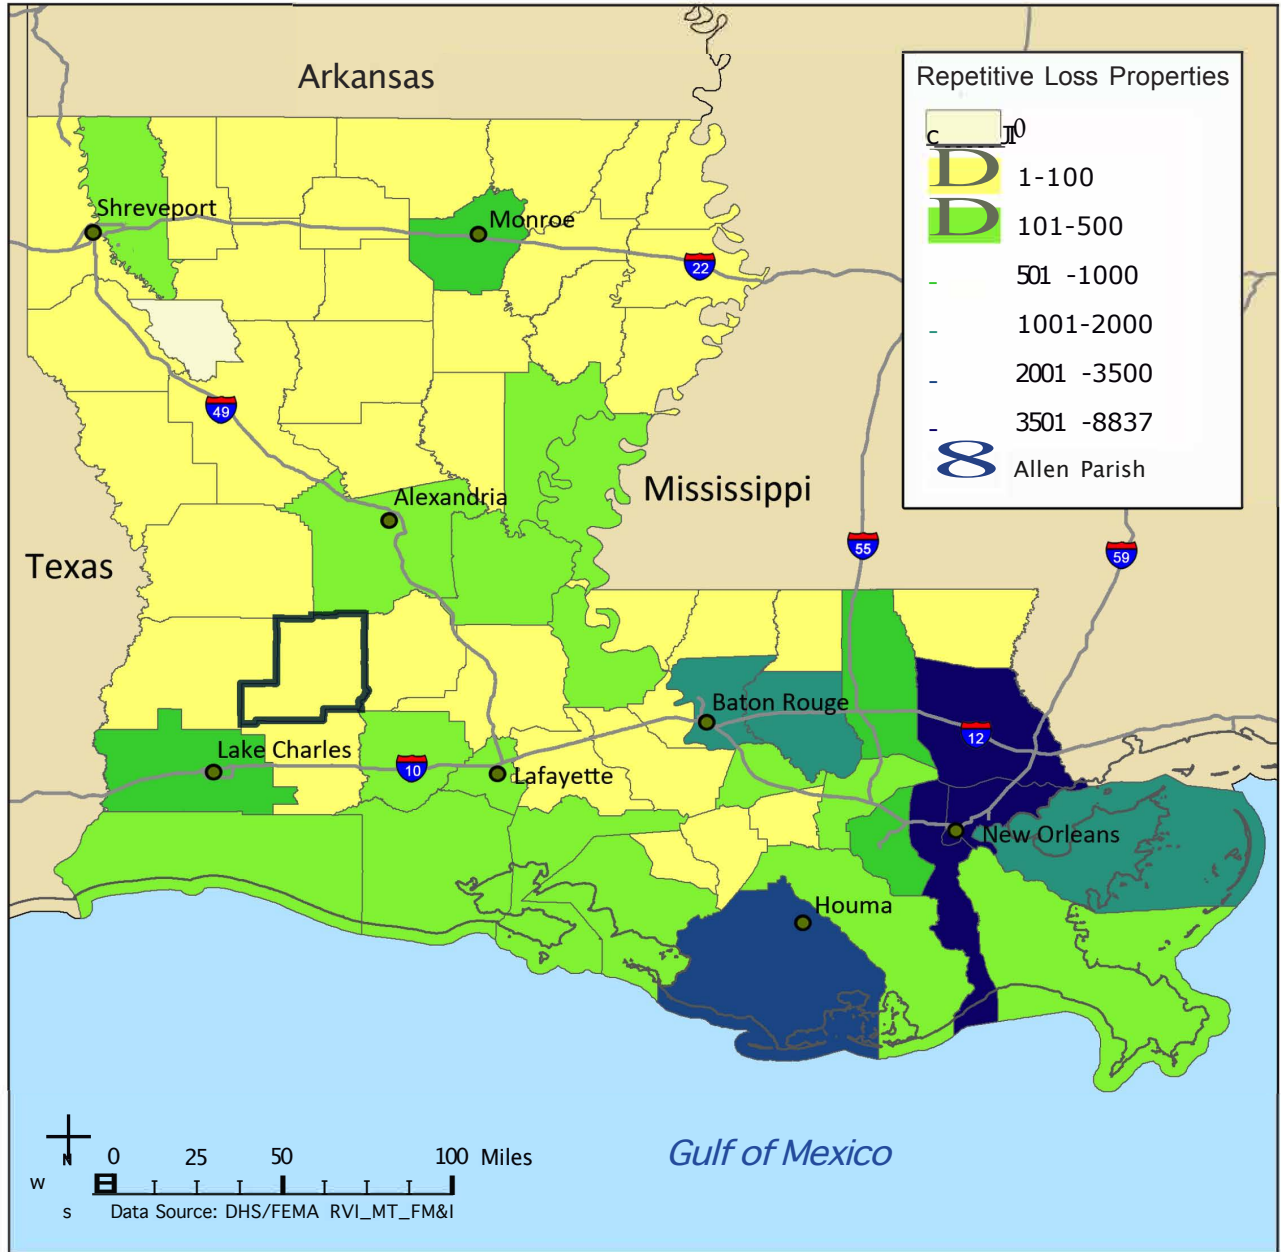 Arkansas
Repetitive Loss Properties
0
D 1-100
D 101-500
501 -1000
1001-2000
2001 -3500
3501 -8837
8 Allen Parish
Shreveport
Monroe
22
49
Alexandria
Mississippi
Texas
55
59
Baton Rouge
12
Lake Charles
10
Lafayette
New Orleans
Houma
Gulf of Mexico
N 0 25 50 100 Miles
W
S Data Source: DHS/FEMA RVI_MT_FM&I